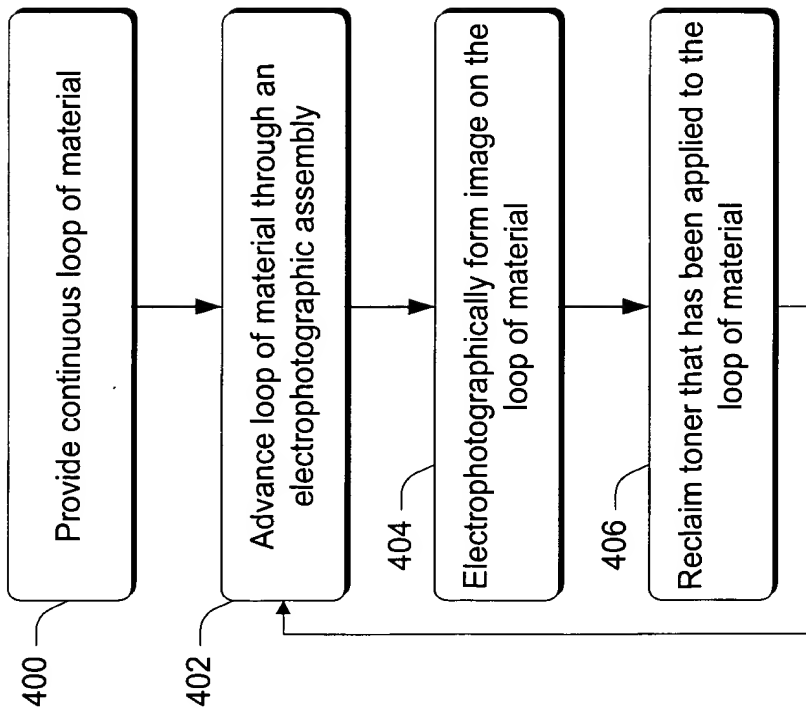 400
Provide continuous loop of material
402
Advance loop of material through an
electrophotographic assembly
404
Electrophotographically form image on the
loop of material
406
Reclaim toner that has been applied to the
loop of material